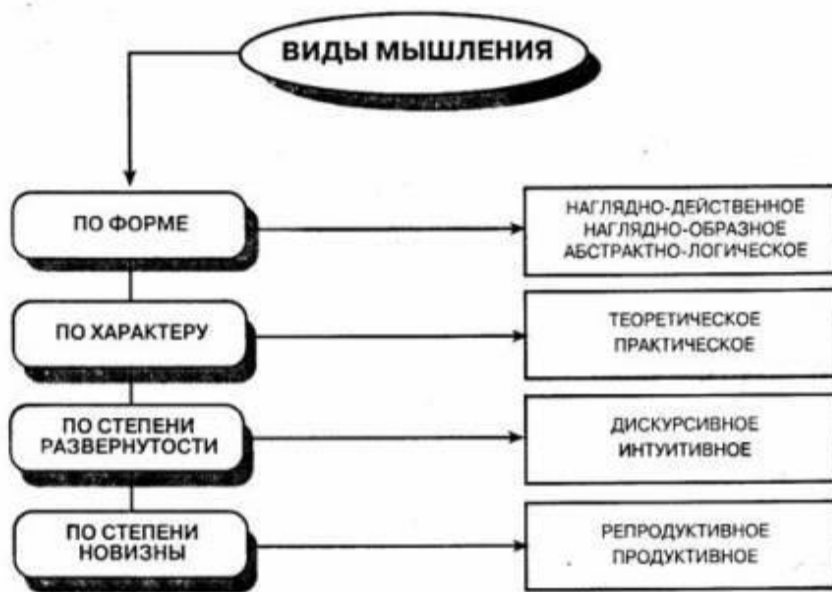 ВИДЫ МЫШЛЕНИЯ
ПО ФОРМЕ
НАГЛЯДНО-ДЕЙСТВЕННОЕ
НАГЛЯДНО-ОБРАЗНОЕ
АБСТРАКТНО-ЛОГИЧЕСКОЕ
ПО ХАРАКТЕРУ
ТЕОРЕТИЧЕСКОЕ
ПРАКТИЧЕСКОЕ
ПО СТЕПЕНИ
РАЗВЕРНУТОСТИ
ДИСКУРСИВНОЕ
ИНТУИТИВНОЕ
ПО СТЕПЕНИ
НОВИЗНЫ
РЕПРОДУКТИВНОЕ
ПРОДУКТИВНОЕ